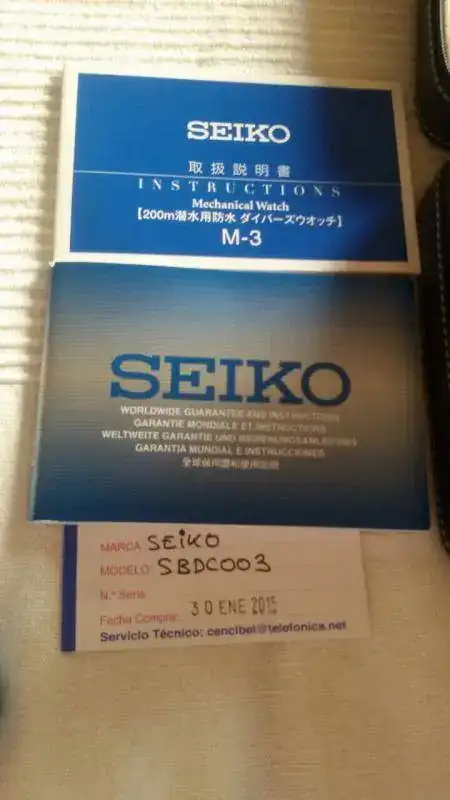 SEIKO
取扱説明書
INSTRUCTIONS
Mechanical Watch
【200m潜水用防水 ダイバーズウオッチ】
M-3
SEIKO
WORLDWIDE GUARANTEE AND INSTRUCTIONS
GARANTIE MONDIALE ET INSTRUCTIONS
WELTWEITE GARANTIE UND BEDIENUNGSANLEITUNG
GARANTIA MUNDIAL E INSTRUCCIONES
MARCA SEIKO
MODELO: SBDC003
N.º Serie
Fecha Compra: 30 ENE 2015
Servicio Técnico: cencibel@telefonica.net